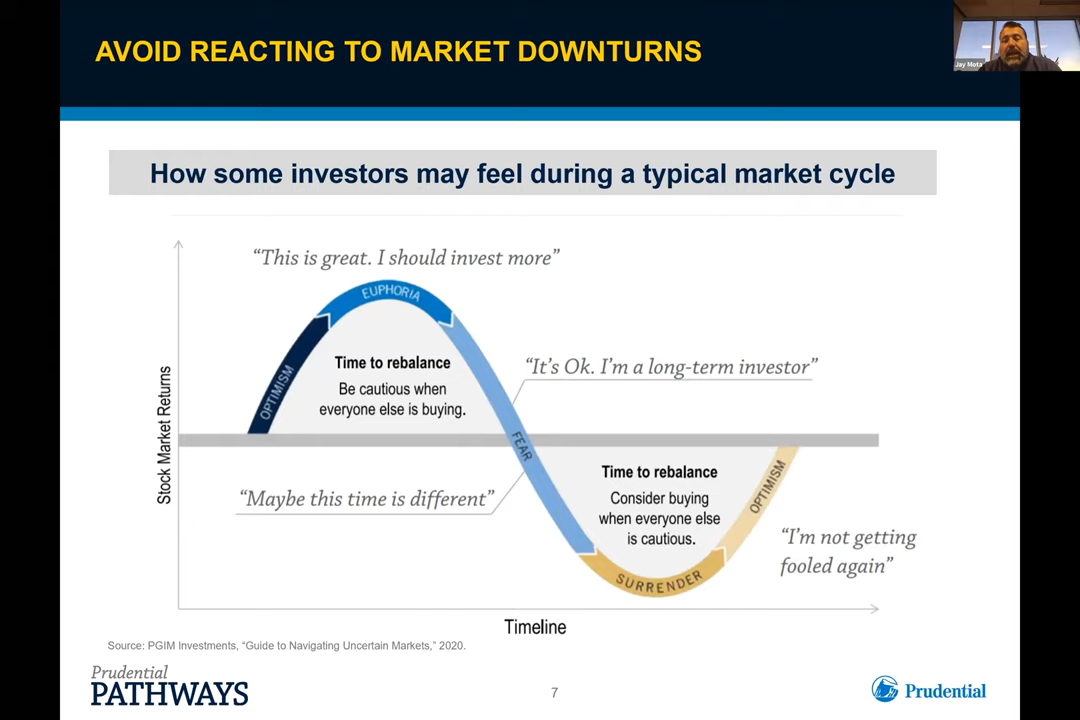 AVOID REACTING TO MARKET DOWNTURNS
Jay Mota
How some investors may feel during a typical market cycle
“This is great. I should invest more”
EUPHORIA
OPTIMISM
Time to rebalance
Be cautious when
everyone else is buying.
“It’s Ok. I’m a long-term investor”
FEAR
Stock Market Returns
“Maybe this time is different”
Time to rebalance
Consider buying
when everyone else
is cautious.
OPTIMISM
“I’m not getting
fooled again”
SURRENDER
Timeline
Source: PGIM Investments, “Guide to Navigating Uncertain Markets,” 2020.
Prudential
PATHWAYS
7
Prudential